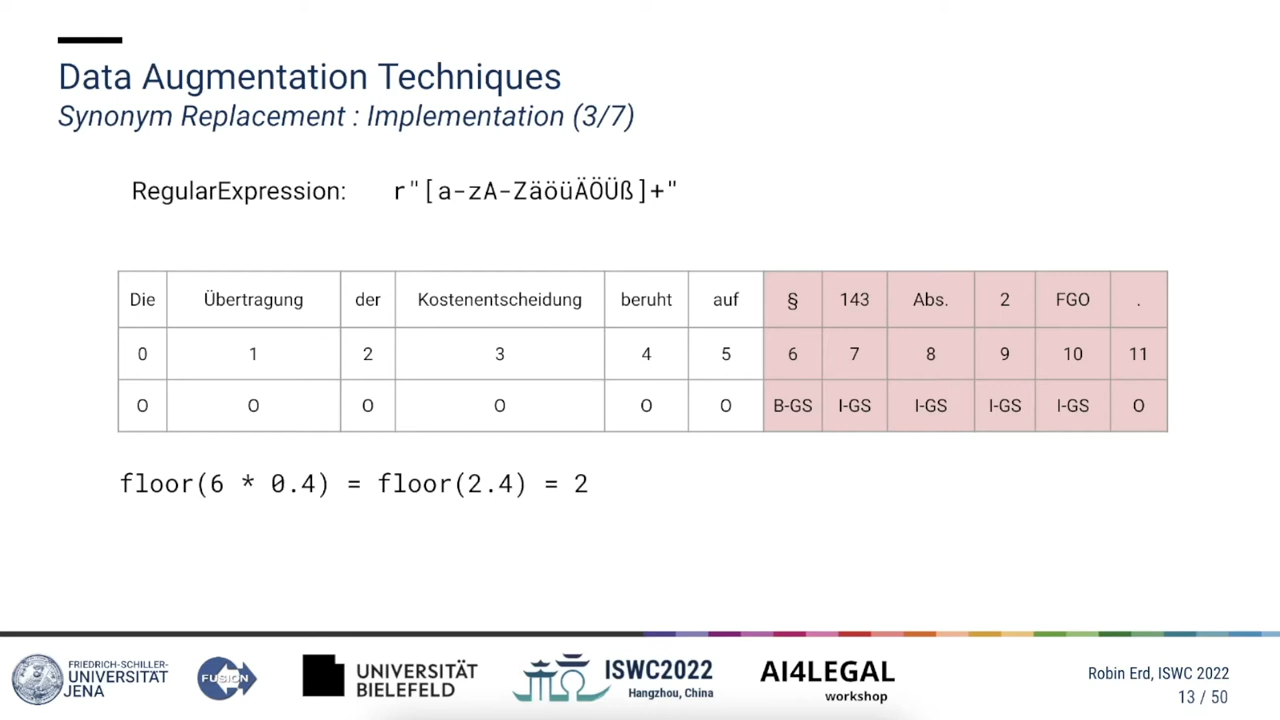 Data Augmentation Techniques
Synonym Replacement : Implementation (3/7)
RegularExpression: r"[a-zA-ZäöüÄÖÜß]+"
Die Übertragung der Kostenentscheidung beruht auf § 143 Abs. 2 FGO .
0 1 2 3 4 5 6 7 8 9 10 11
O O O O O O B-GS I-GS I-GS I-GS I-GS O
floor(6 * 0.4) = floor(2.4) = 2
FRIEDRICH-SCHILLER-
UNIVERSITÄT
JENA
FUSION
UNIVERSITÄT
BIELEFELD
ISWC2022
Hangzhou, China
AI4LEGAL
workshop
Robin Erd, ISWC 2022
13 / 50